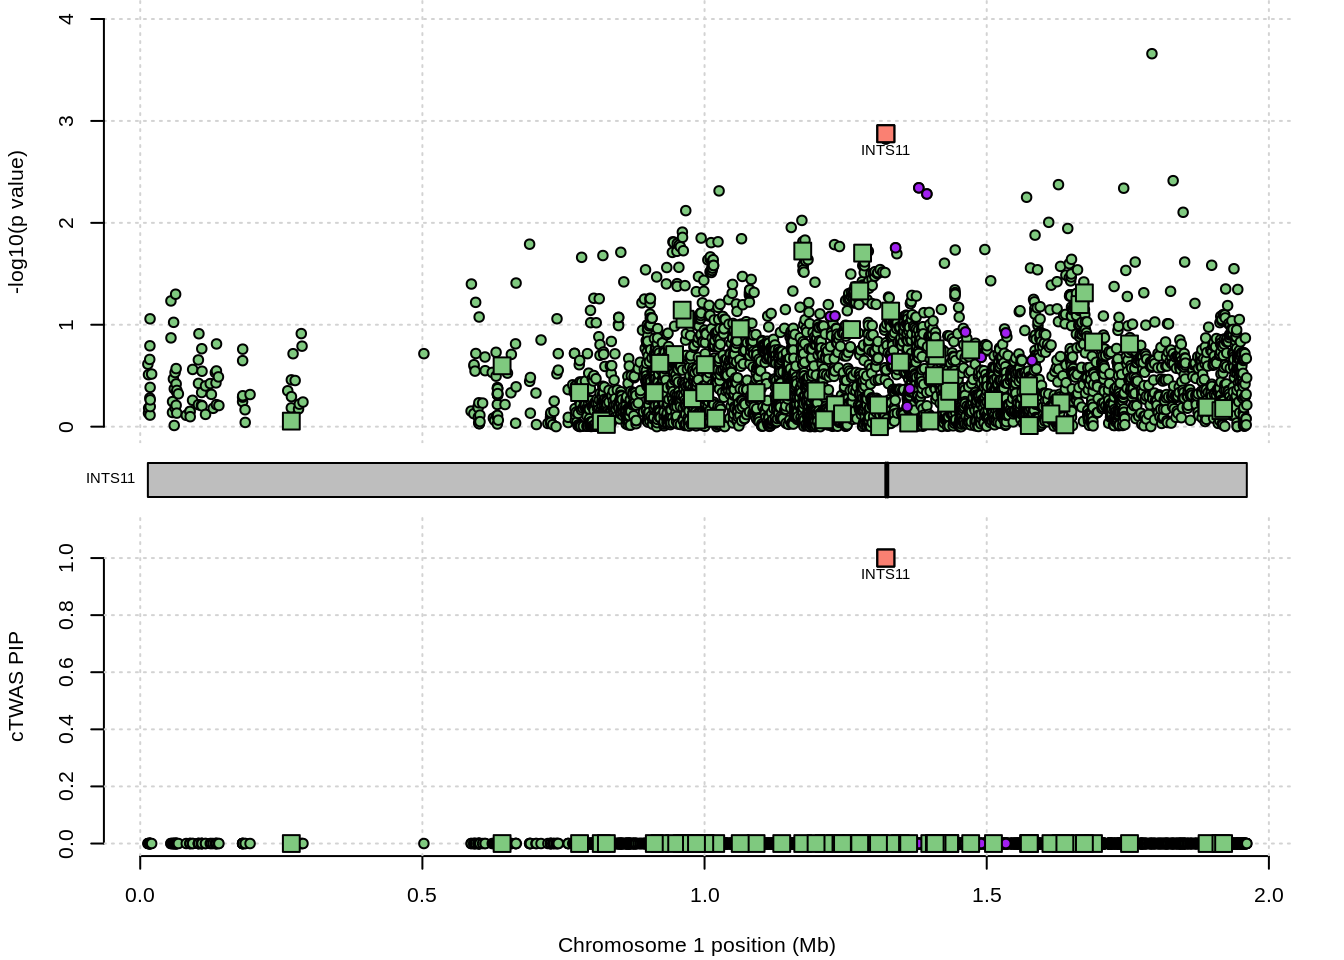 4
3
2
1
0
-log10(p value)
INTS11
INTS11
1.0
0.8
0.6
0.4
0.2
0.0
cTWAS PIP
INTS11
0.0 0.5 1.0 1.5 2.0
Chromosome 1 position (Mb)